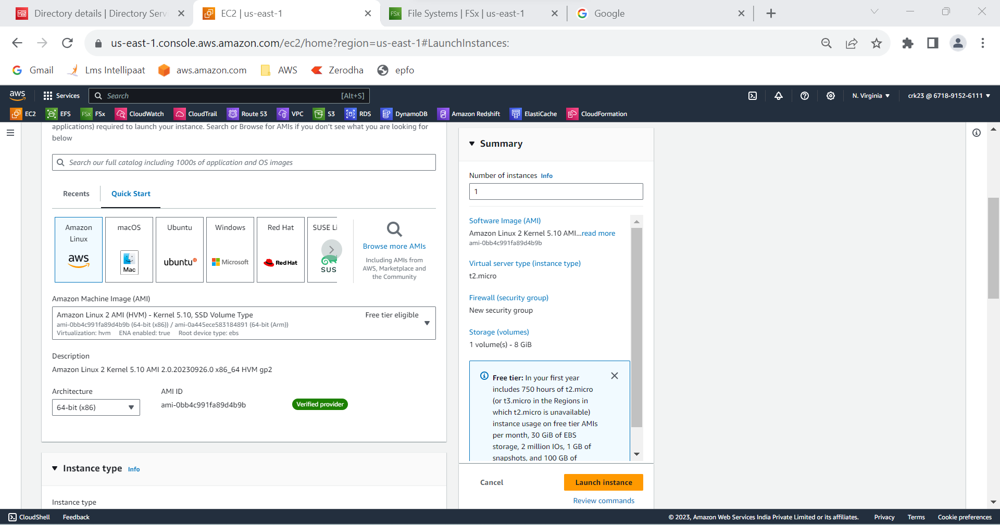 Directory details | Directory Serv
EC2 | us-east-1
File Systems | FSx | us-east-1
Google
us-east-1.console.aws.amazon.com/ec2/home?region=us-east-1#LaunchInstances:
Gmail
Lms Intellipaat
aws.amazon.com
AWS
Zerodha
epfo
aws
Services
Search
[Alt+S]
N. Virginia
crk23 @ 6718-9152-6111
EC2
EFS
FSx
FSx
CloudWatch
CloudTrail
Route 53
VPC
S3
RDS
DynamoDB
Amazon Redshift
ElastiCache
CloudFormation
applications) required to launch your instance. Search or Browse for AMIs if you don't see what you are looking for
below
Search our full catalog including 1000s of application and OS images
Recents
Quick Start
Amazon
Linux
aws
macOS
Mac
Ubuntu
ubuntu
Windows
Microsoft
Red Hat
Red Hat
SUSE Li
SUS
Browse more AMIs
Including AMIs from
AWS, Marketplace and
the Community
Amazon Machine Image (AMI)
Amazon Linux 2 AMI (HVM) - Kernel 5.10, SSD Volume Type
Free tier eligible
ami-0bb4c991fa89d4b9b (64-bit (x86)) / ami-0a445ece583184891 (64-bit (Arm))
Virtualization: hvm ENA enabled: true Root device type: ebs
Description
Amazon Linux 2 Kernel 5.10 AMI 2.0.20230926.0 x86_64 HVM gp2
Architecture
AMI ID
64-bit (x86)
ami-0bb4c991fa89d4b9b
Verified provider
Instance type Info
Instance type
Summary
Number of instances Info
1
Software Image (AMI)
Amazon Linux 2 Kernel 5.10 AMI...read more
ami-0bb4c991fa89d4b9b
Virtual server type (instance type)
t2.micro
Firewall (security group)
New security group
Storage (volumes)
1 volume(s) - 8 GiB
Free tier: In your first year
includes 750 hours of t2.micro
(or t3.micro in the Regions in
which t2.micro is unavailable)
instance usage on free tier AMIs
per month, 30 GiB of EBS
storage, 2 million IOs, 1 GB of
snapshots, and 100 GB of
Cancel
Launch instance
Review commands
CloudShell
Feedback
© 2023, Amazon Web Services India Private Limited or its affiliates.
Privacy
Terms
Cookie preferences